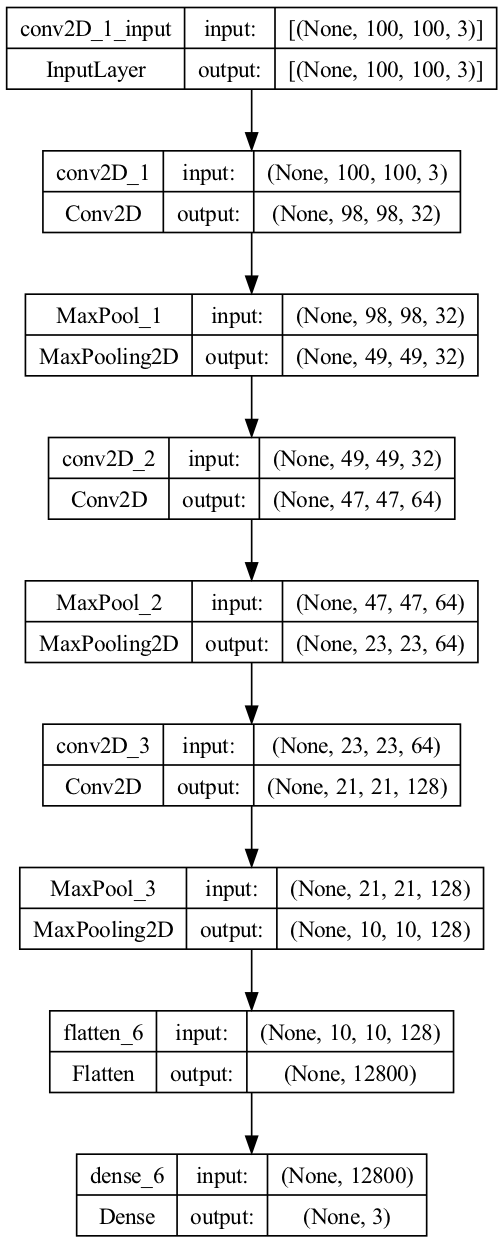 conv2D_1_input input: [(None, 100, 100, 3)]
InputLayer output: [(None, 100, 100, 3)]
conv2D_1 input: (None, 100, 100, 3)
Conv2D output: (None, 98, 98, 32)
MaxPool_1 input: (None, 98, 98, 32)
MaxPooling2D output: (None, 49, 49, 32)
conv2D_2 input: (None, 49, 49, 32)
Conv2D output: (None, 47, 47, 64)
MaxPool_2 input: (None, 47, 47, 64)
MaxPooling2D output: (None, 23, 23, 64)
conv2D_3 input: (None, 23, 23, 64)
Conv2D output: (None, 21, 21, 128)
MaxPool_3 input: (None, 21, 21, 128)
MaxPooling2D output: (None, 10, 10, 128)
flatten_6 input: (None, 10, 10, 128)
Flatten output: (None, 12800)
dense_6 input: (None, 12800)
Dense output: (None, 3)